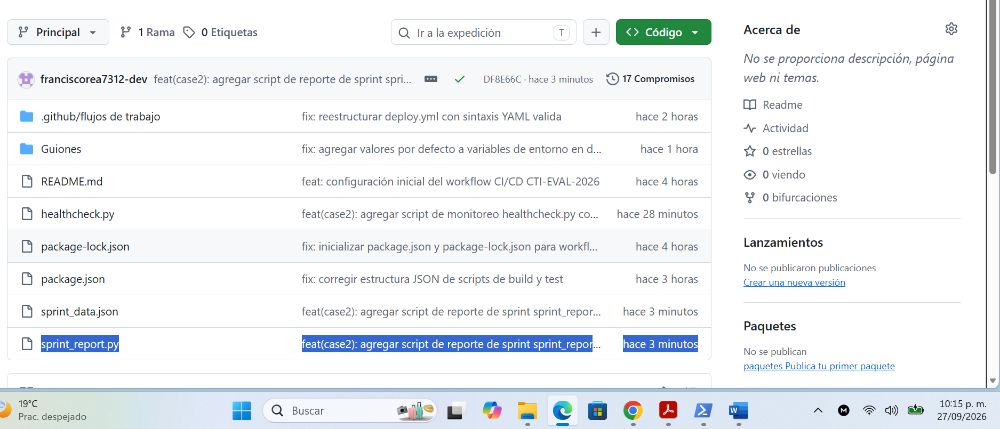 Principal
1 Rama
0 Etiquetas
Ir a la expedición
T
Código
franciscorea7312-dev feat(case2): agregar script de reporte de sprint spri... DF8E66C · hace 3 minutos 17 Compromisos
.github/flujos de trabajo fix: reestructurar deploy.yml con sintaxis YAML valida hace 2 horas
Guiones fix: agregar valores por defecto a variables de entorno en d... hace 1 hora
README.md feat: configuración inicial del workflow CI/CD CTI-EVAL-2026 hace 4 horas
healthcheck.py feat(case2): agregar script de monitoreo healthcheck.py co... hace 28 minutos
package-lock.json fix: inicializar package.json y package-lock.json para workfl... hace 4 horas
package.json fix: corregir estructura JSON de scripts de build y test hace 3 horas
sprint_data.json feat(case2): agregar script de reporte de sprint sprint_repor... hace 3 minutos
sprint_report.py feat(case2): agregar script de reporte de sprint sprint_repor... hace 3 minutos
Acerca de
No se proporciona descripción, página
web ni temas.
Readme
Actividad
0 estrellas
0 viendo
0 bifurcaciones
Lanzamientos
No se publicaron publicaciones
Crear una nueva versión
Paquetes
No se publican
paquetes Publica tu primer paquete
19°C
Prac. despejado
Buscar
10:15 p. m.
27/09/2026